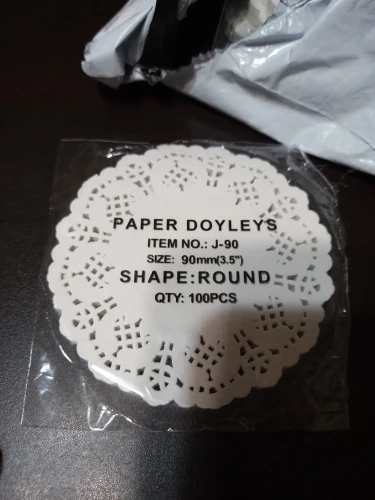 PAPER DOYLEYS
ITEM NO.: J-90
SIZE: 90mm(3.5")
SHAPE:ROUND
QTY: 100PCS